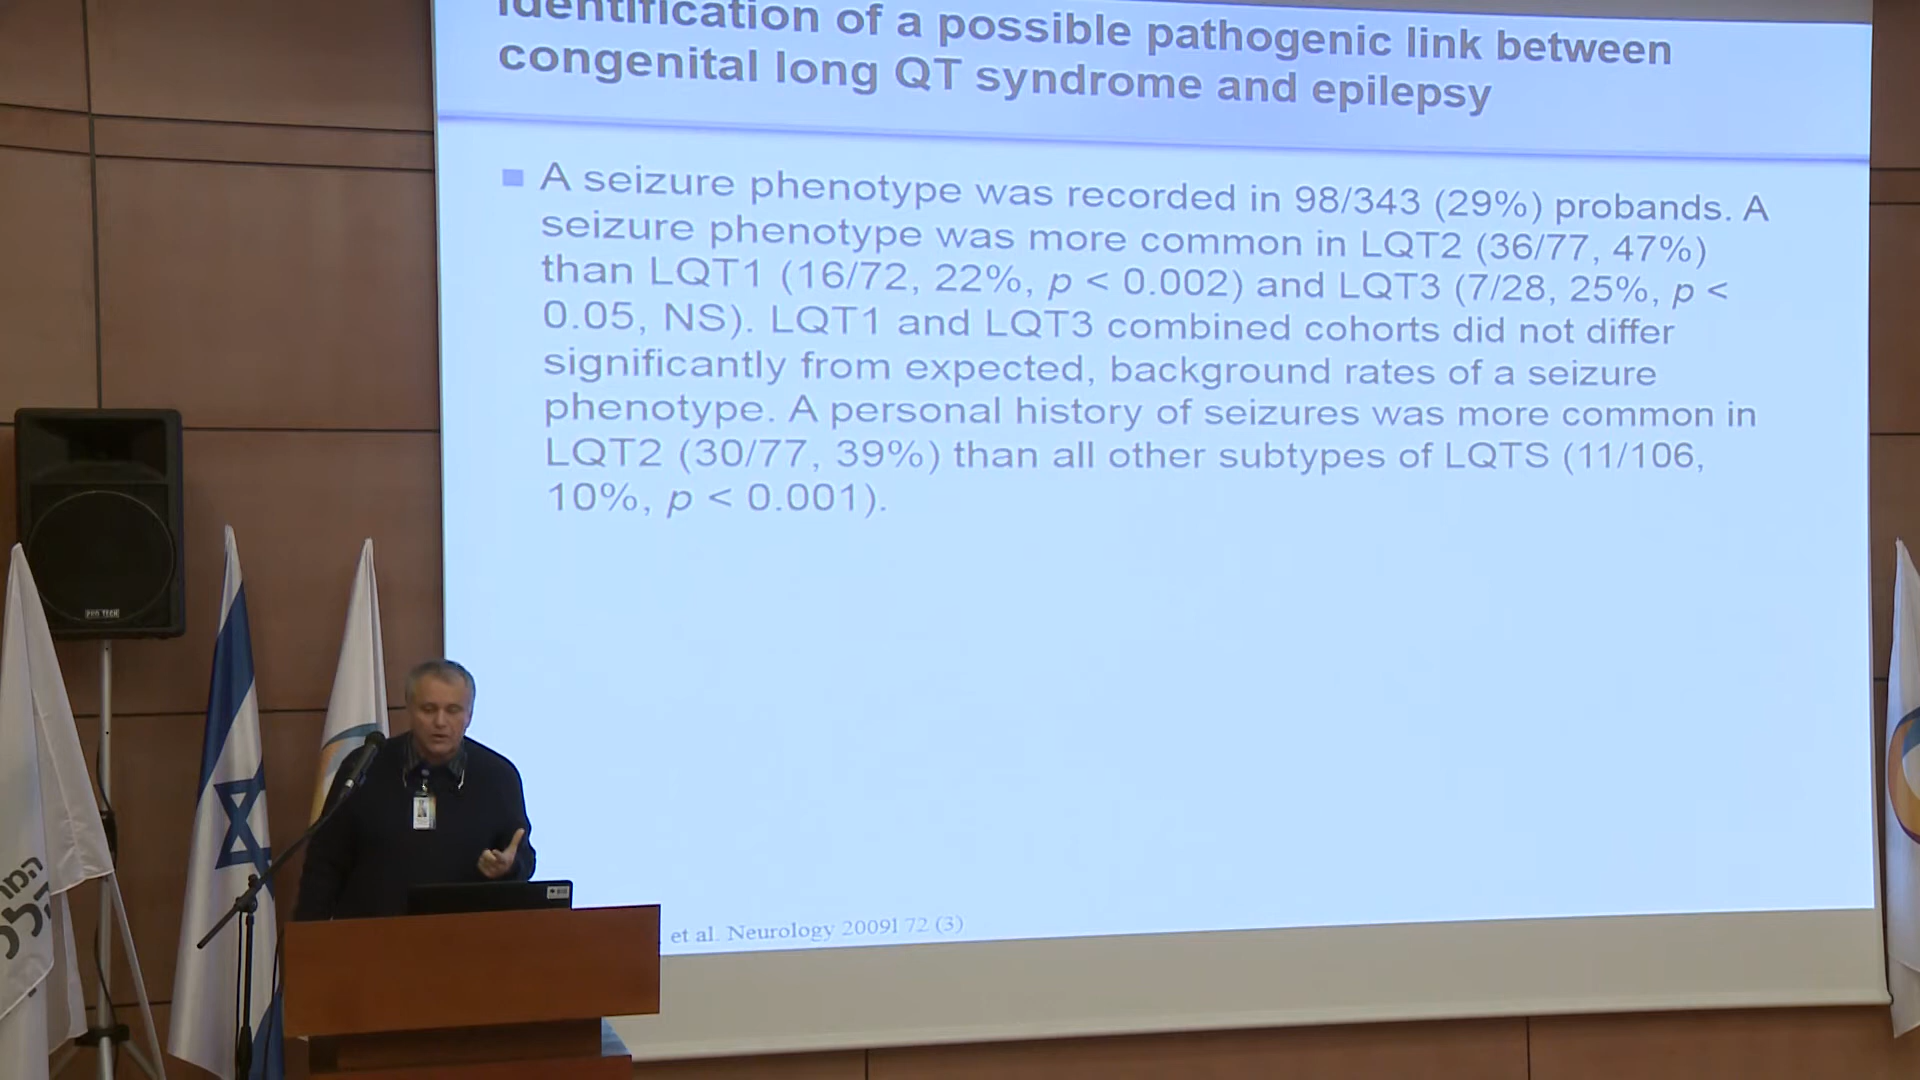 Identification of a possible pathogenic link between
congenital long QT syndrome and epilepsy
A seizure phenotype was recorded in 98/343 (29%) probands. A
seizure phenotype was more common in LQT2 (36/77, 47%)
than LQT1 (16/72, 22%, p < 0.002) and LQT3 (7/28, 25%, p <
0.05, NS). LQT1 and LQT3 combined cohorts did not differ
significantly from expected, background rates of a seizure
phenotype. A personal history of seizures was more common in
LQT2 (30/77, 39%) than all other subtypes of LQTS (11/106,
10%, p < 0.001).
et al. Neurology 20091 72 (3)
PRO TECH